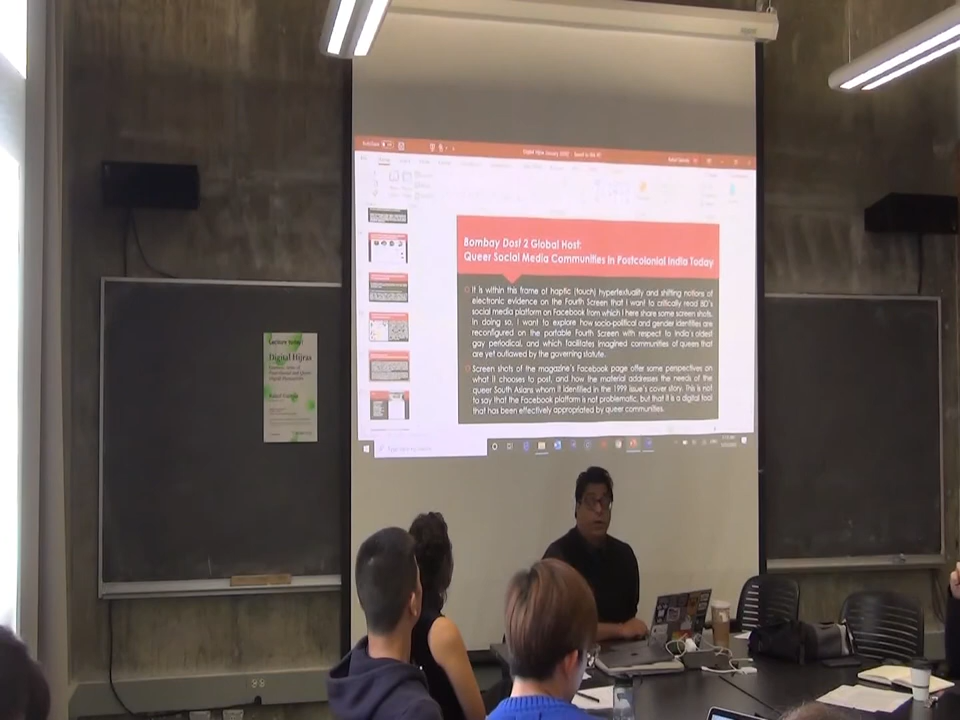 Bombay Dost 2 Global Host:
Queer Social Media Communities in Postcolonial India Today
It is within this frame of haptic (touch) hypertextuality and shifting notions of
electronic evidence on the Fourth Screen that I want to critically read BD's
social media platform on Facebook from which I here share some screen shots.
In doing so, I want to explore how socio-political and gender identities are
reconfigured on the portable Fourth Screen with respect to India's oldest
gay periodical, and which facilitates imagined communities of queers that
are yet outlawed by the governing statute.
Screen shots of the magazine's Facebook page offer some perspectives on
what it chooses to post, and how the material addresses the needs of the
queer South Asians whom it identified in the 1999 issue's cover story. This is not
to say that the Facebook platform is not problematic, but that it is a digital tool
that has been effectively appropriated by queer communities.
Digital Hijras